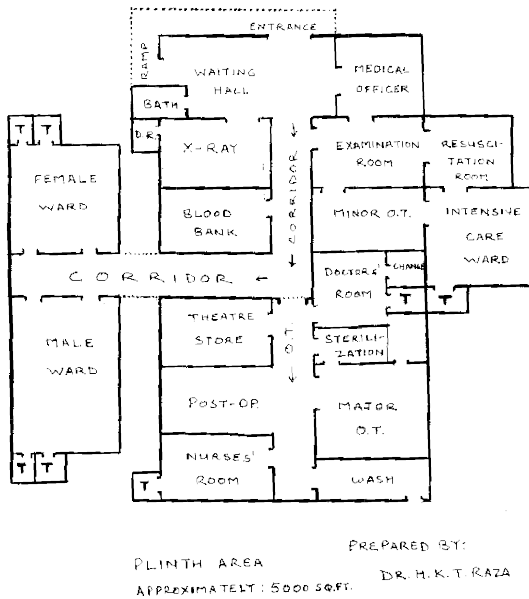 ENTRANCE
RAMP
WAITING
HALL
MEDICAL
OFFICER
BATH
D.R.
X-RAY
CORRIDOR
EXAMINATION
ROOM
RESUSCI-
TATION
ROOM
T T
FEMALE
WARD
BLOOD
BANK
MINOR O.T.
INTENSIVE
CARE
WARD
CORRIDOR
DOCTORS'
ROOM
CHANGE
T T
THEATRE
STORE
O.T.
STERILI-
ZATION
MALE
WARD
POST-OP.
MAJOR
O.T.
T T
NURSES'
ROOM
T
WASH
PLINTH AREA
APPROXIMATELY: 5000 SQ.FT.
PREPARED BY:
DR. H. K. T. RAZA